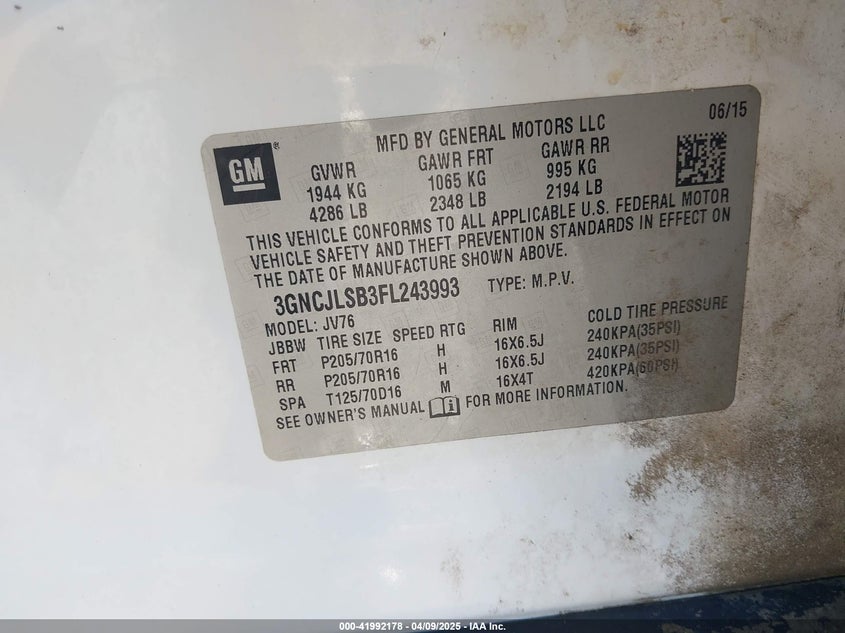 06/15
MFD BY GENERAL MOTORS LLC
GM®
GVWR GAWR FRT GAWR RR
1944 KG 1065 KG 995 KG
4286 LB 2348 LB 2194 LB
THIS VEHICLE CONFORMS TO ALL APPLICABLE U.S. FEDERAL MOTOR
VEHICLE SAFETY AND THEFT PREVENTION STANDARDS IN EFFECT ON
THE DATE OF MANUFACTURE SHOWN ABOVE.
3GNCJLSB3FL243993 TYPE: M.P.V.
MODEL: JV76
JBBW TIRE SIZE SPEED RTG RIM COLD TIRE PRESSURE
FRT P205/70R16 H 16X6.5J 240KPA(35PSI)
RR P205/70R16 H 16X6.5J 240KPA(35PSI)
SPA T125/70D16 M 16X4T 420KPA(60PSI)
SEE OWNER'S MANUAL FOR MORE INFORMATION.
000-41992178 - 04/09/2025 - IAA Inc.